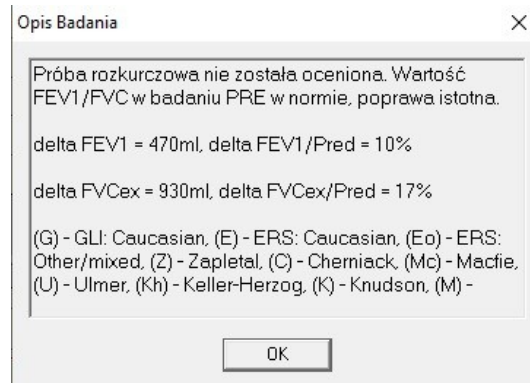 Opis Badania
Próba rozkurczowa nie została oceniona. Wartość
FEV1/FVC w badaniu PRE w normie, poprawa istotna.
delta FEV1 = 470ml, delta FEV1/Pred = 10%
delta FVCex = 930ml, delta FVCex/Pred = 17%
(G) - GLI: Caucasian, (E) - ERS: Caucasian, (Eo) - ERS:
Other/mixed, (Z) - Zapletal, (C) - Cherniack, (Mc) - Macfie,
(U) - Ulmer, (Kh) - Keller-Herzog, (K) - Knudson, (M) -
OK